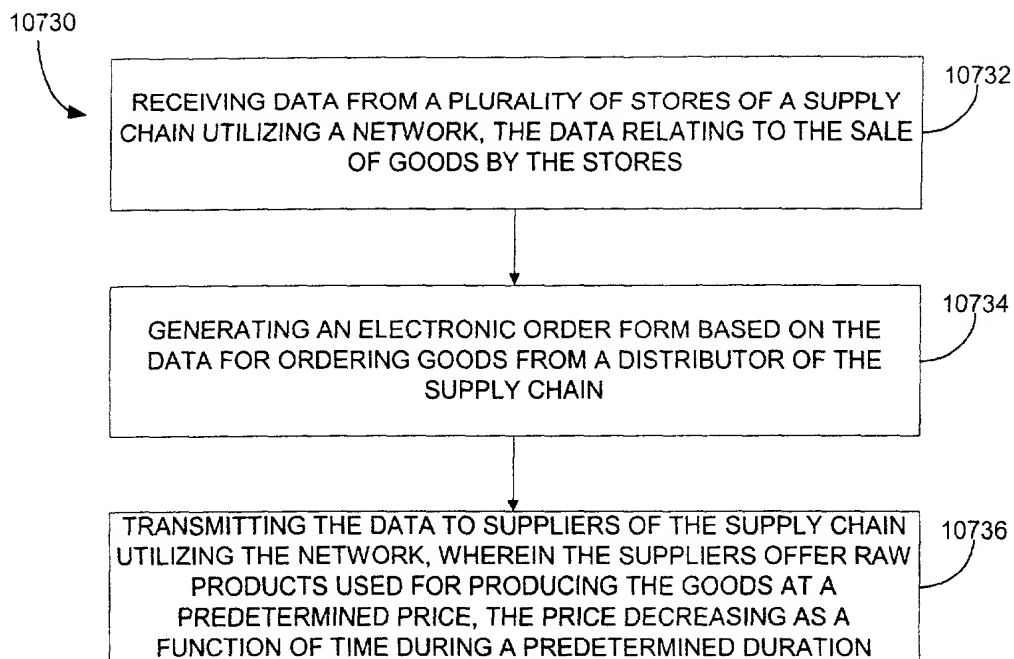 10730
10732
RECEIVING DATA FROM A PLURALITY OF STORES OF A SUPPLY
CHAIN UTILIZING A NETWORK, THE DATA RELATING TO THE SALE
OF GOODS BY THE STORES
10734
GENERATING AN ELECTRONIC ORDER FORM BASED ON THE
DATA FOR ORDERING GOODS FROM A DISTRIBUTOR OF THE
SUPPLY CHAIN
10736
TRANSMITTING THE DATA TO SUPPLIERS OF THE SUPPLY CHAIN
UTILIZING THE NETWORK, WHEREIN THE SUPPLIERS OFFER RAW
PRODUCTS USED FOR PRODUCING THE GOODS AT A
PREDETERMINED PRICE, THE PRICE DECREASING AS A
FUNCTION OF TIME DURING A PREDETERMINED DURATION